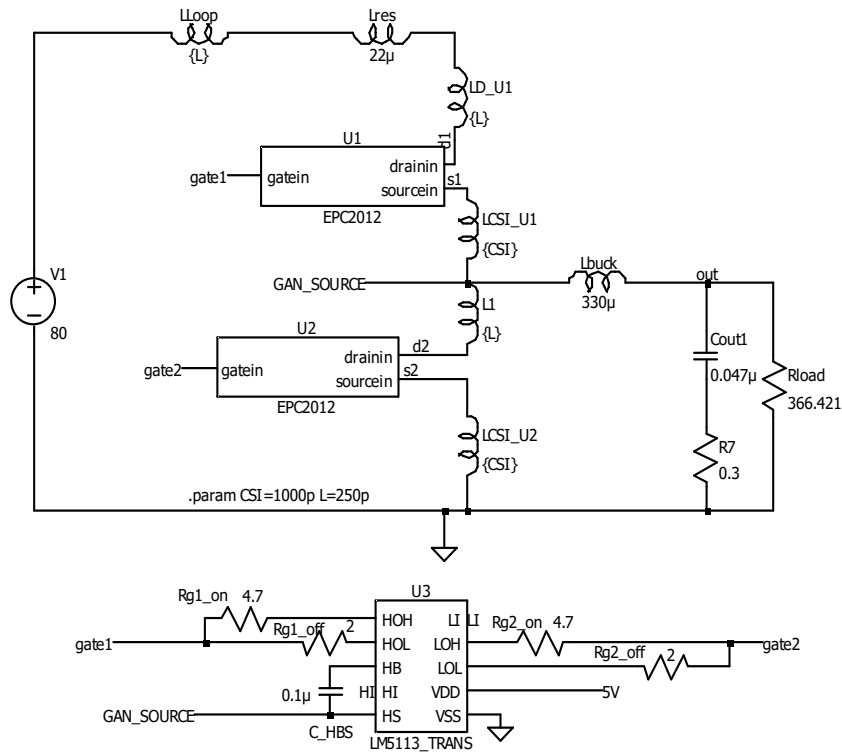 LLoop
{L}
Lres
22µ
LD_U1
{L}
d1
U1
gate1
gatein
drainin
sourcein
s1
EPC2012
LCSI_U1
{CSI}
V1
80
GAN_SOURCE
Lbuck
330µ
out
L1
{L}
U2
gate2
gatein
drainin
sourcein
d2
s2
EPC2012
Cout1
0.047µ
Rload
366.421
LCSI_U2
{CSI}
R7
0.3
.param CSI=1000p L=250p
U3
Rg1_on 4.7
HOH
LI LI
Rg1_off 2
Rg2_on 4.7
gate1
HOL
LOH
gate2
Rg2_off 2
HB
LOL
0.1µ
HI HI
VDD
5V
GAN_SOURCE
HS
VSS
C_HBS
LM5113_TRANS